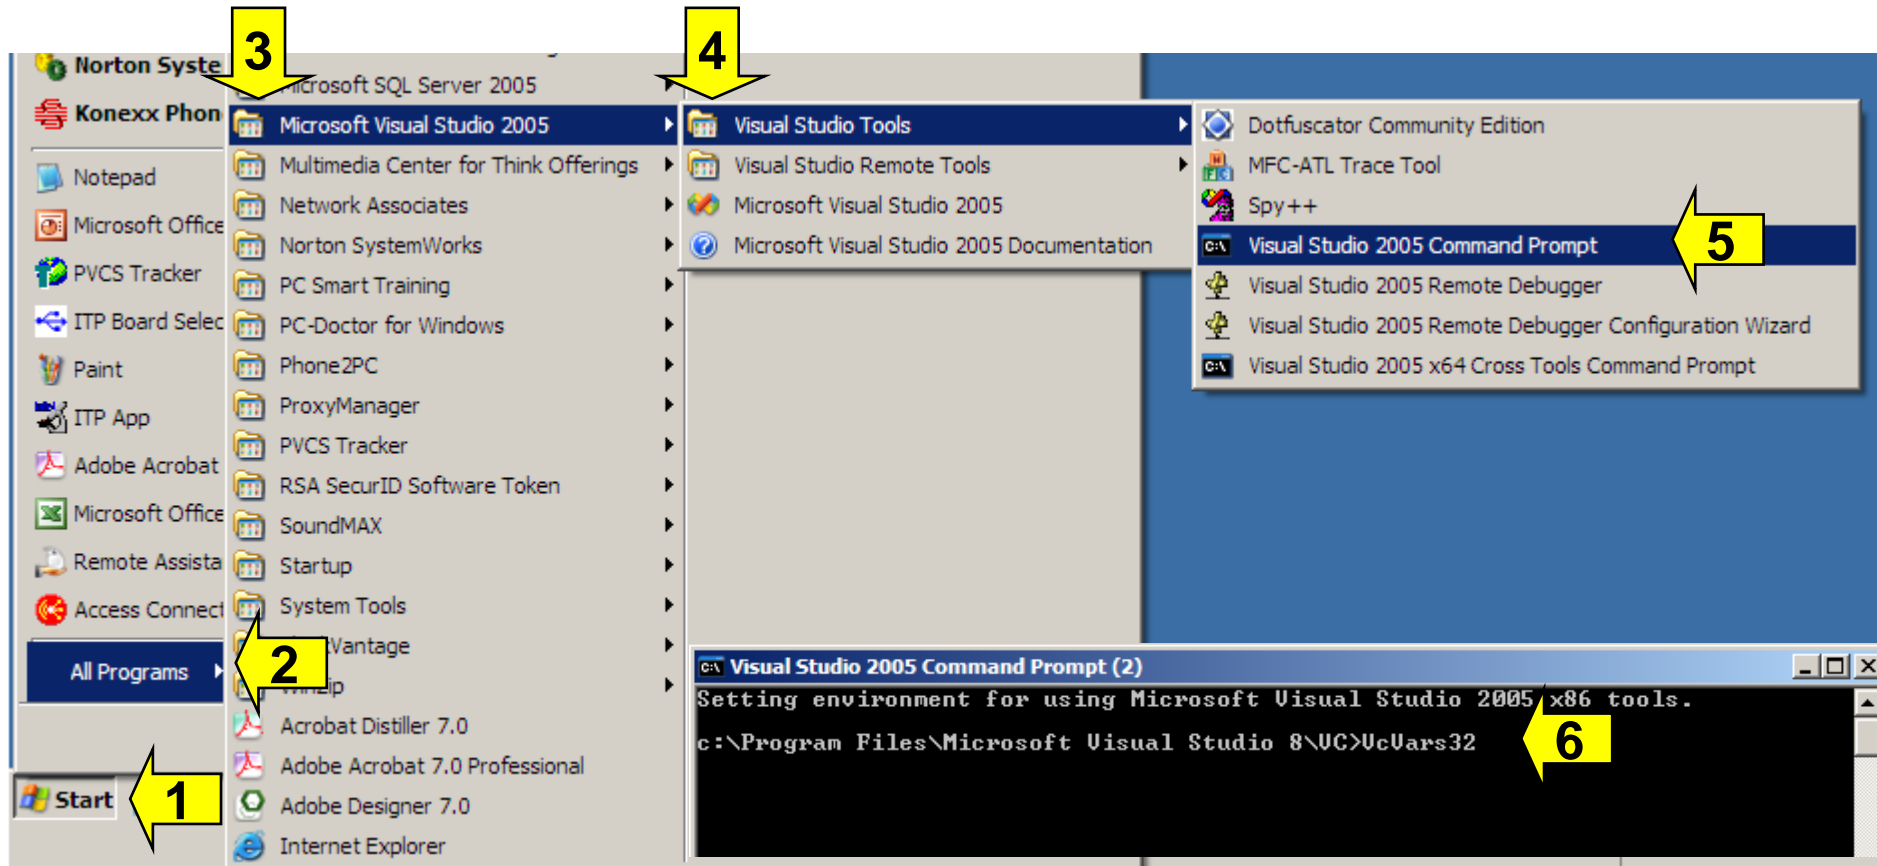 3
4
Norton Syste
Konexx Phon
Notepad
Microsoft Office
PVCS Tracker
ITP Board Selec
Paint
ITP App
Adobe Acrobat
Microsoft Office
Remote Assista
Access Connect
All Programs
2
Start
1
Microsoft SQL Server 2005
Microsoft Visual Studio 2005
Multimedia Center for Think Offerings
Network Associates
Norton SystemWorks
PC Smart Training
PC-Doctor for Windows
Phone2PC
ProxyManager
PVCS Tracker
RSA SecurID Software Token
SoundMAX
Startup
System Tools
Vantage
Winzip
Acrobat Distiller 7.0
Adobe Acrobat 7.0 Professional
Adobe Designer 7.0
Internet Explorer
Visual Studio Tools
Visual Studio Remote Tools
Microsoft Visual Studio 2005
Microsoft Visual Studio 2005 Documentation
Dotfuscator Community Edition
MFC-ATL Trace Tool
Spy++
Visual Studio 2005 Command Prompt
5
Visual Studio 2005 Remote Debugger
Visual Studio 2005 Remote Debugger Configuration Wizard
Visual Studio 2005 x64 Cross Tools Command Prompt
Visual Studio 2005 Command Prompt (2)
Setting environment for using Microsoft Visual Studio 2005 x86 tools.
c:\Program Files\Microsoft Visual Studio 8\VC>VcVars32
6